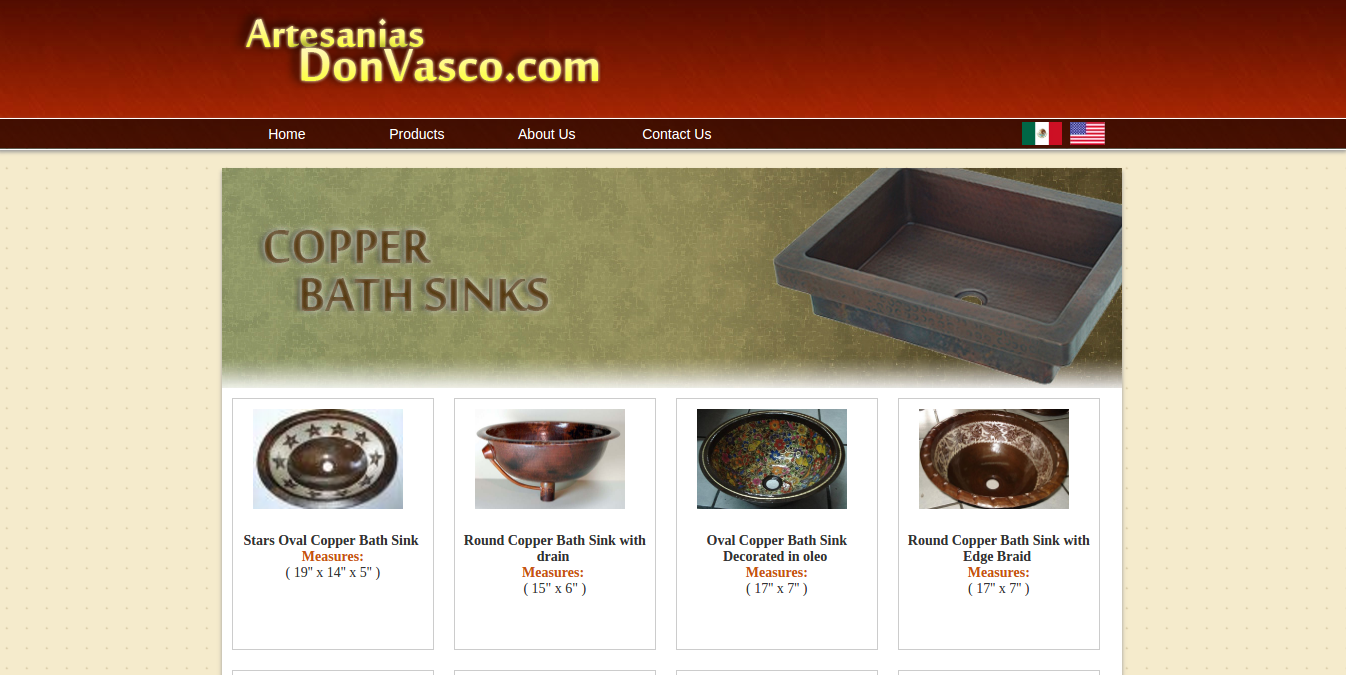 Artesanias
DonVasco.com
Home
Products
About Us
Contact Us
COPPER
BATH SINKS
Stars Oval Copper Bath Sink
Measures:
( 19" x 14" x 5" )
Round Copper Bath Sink with
drain
Measures:
( 15" x 6" )
Oval Copper Bath Sink
Decorated in oleo
Measures:
( 17" x 7" )
Round Copper Bath Sink with
Edge Braid
Measures:
( 17" x 7" )